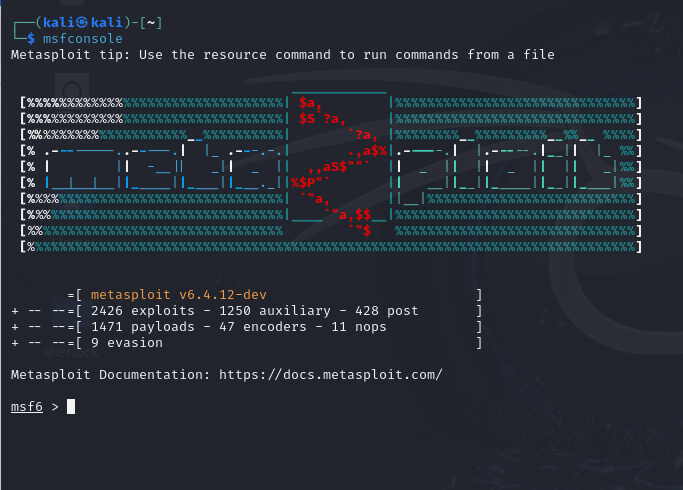 ┌──(kali㉿kali)-[~]
└─$ msfconsole
Metasploit tip: Use the resource command to run commands from a file
=[ metasploit v6.4.12-dev ]
+ -- --=[ 2426 exploits - 1250 auxiliary - 428 post ]
+ -- --=[ 1471 payloads - 47 encoders - 11 nops ]
+ -- --=[ 9 evasion ]
sherlock
Metasploit Documentation: https://docs.metasploit.com/
msf6 >